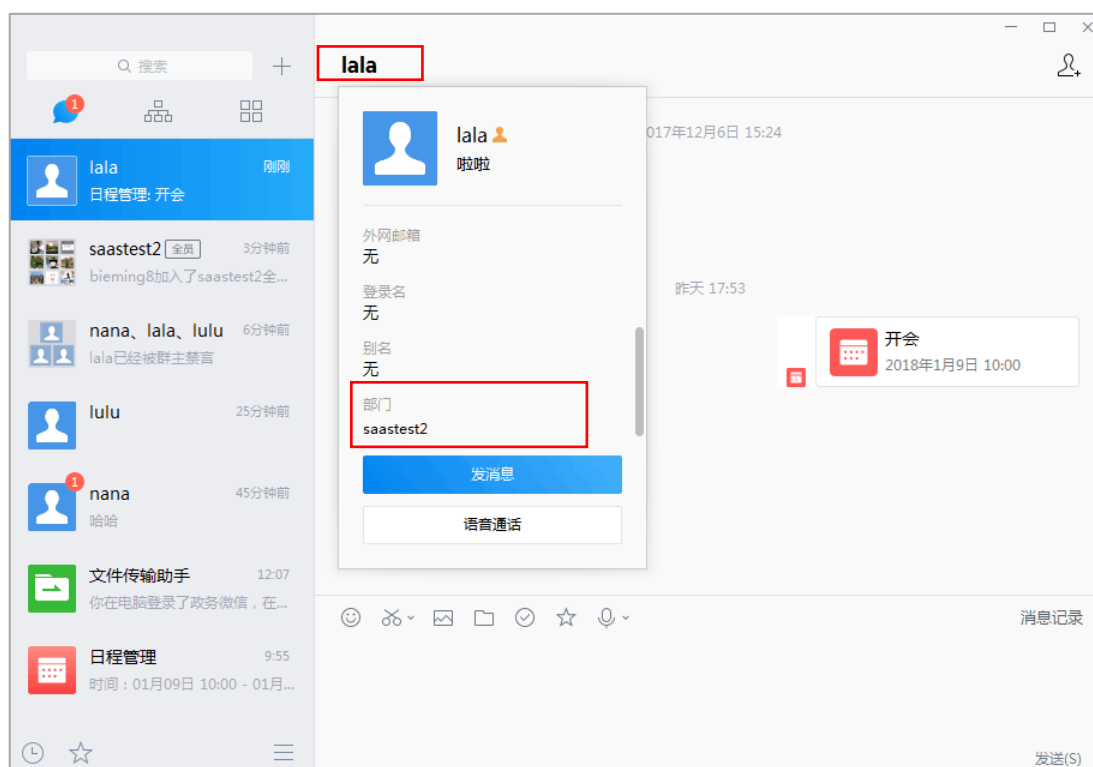 搜索
1
lala
刚刚
日程管理: 开会
saastest2 全员
3分钟前
bieming8加入了saastest2全...
nana、lala、lulu
6分钟前
lala已经被群主禁言
lulu
25分钟前
1
nana
45分钟前
哈哈
文件传输助手
12:07
你在电脑登录了政务微信，在...
日程管理
9:55
时间：01月09日 10:00 - 01月...
lala
017年12月6日 15:24
lala
啦啦
外网邮箱
无
登录名
无
别名
无
部门
saastest2
发消息
语音通话
昨天 17:53
开会
2018年1月9日 10:00
消息记录
发送(S)